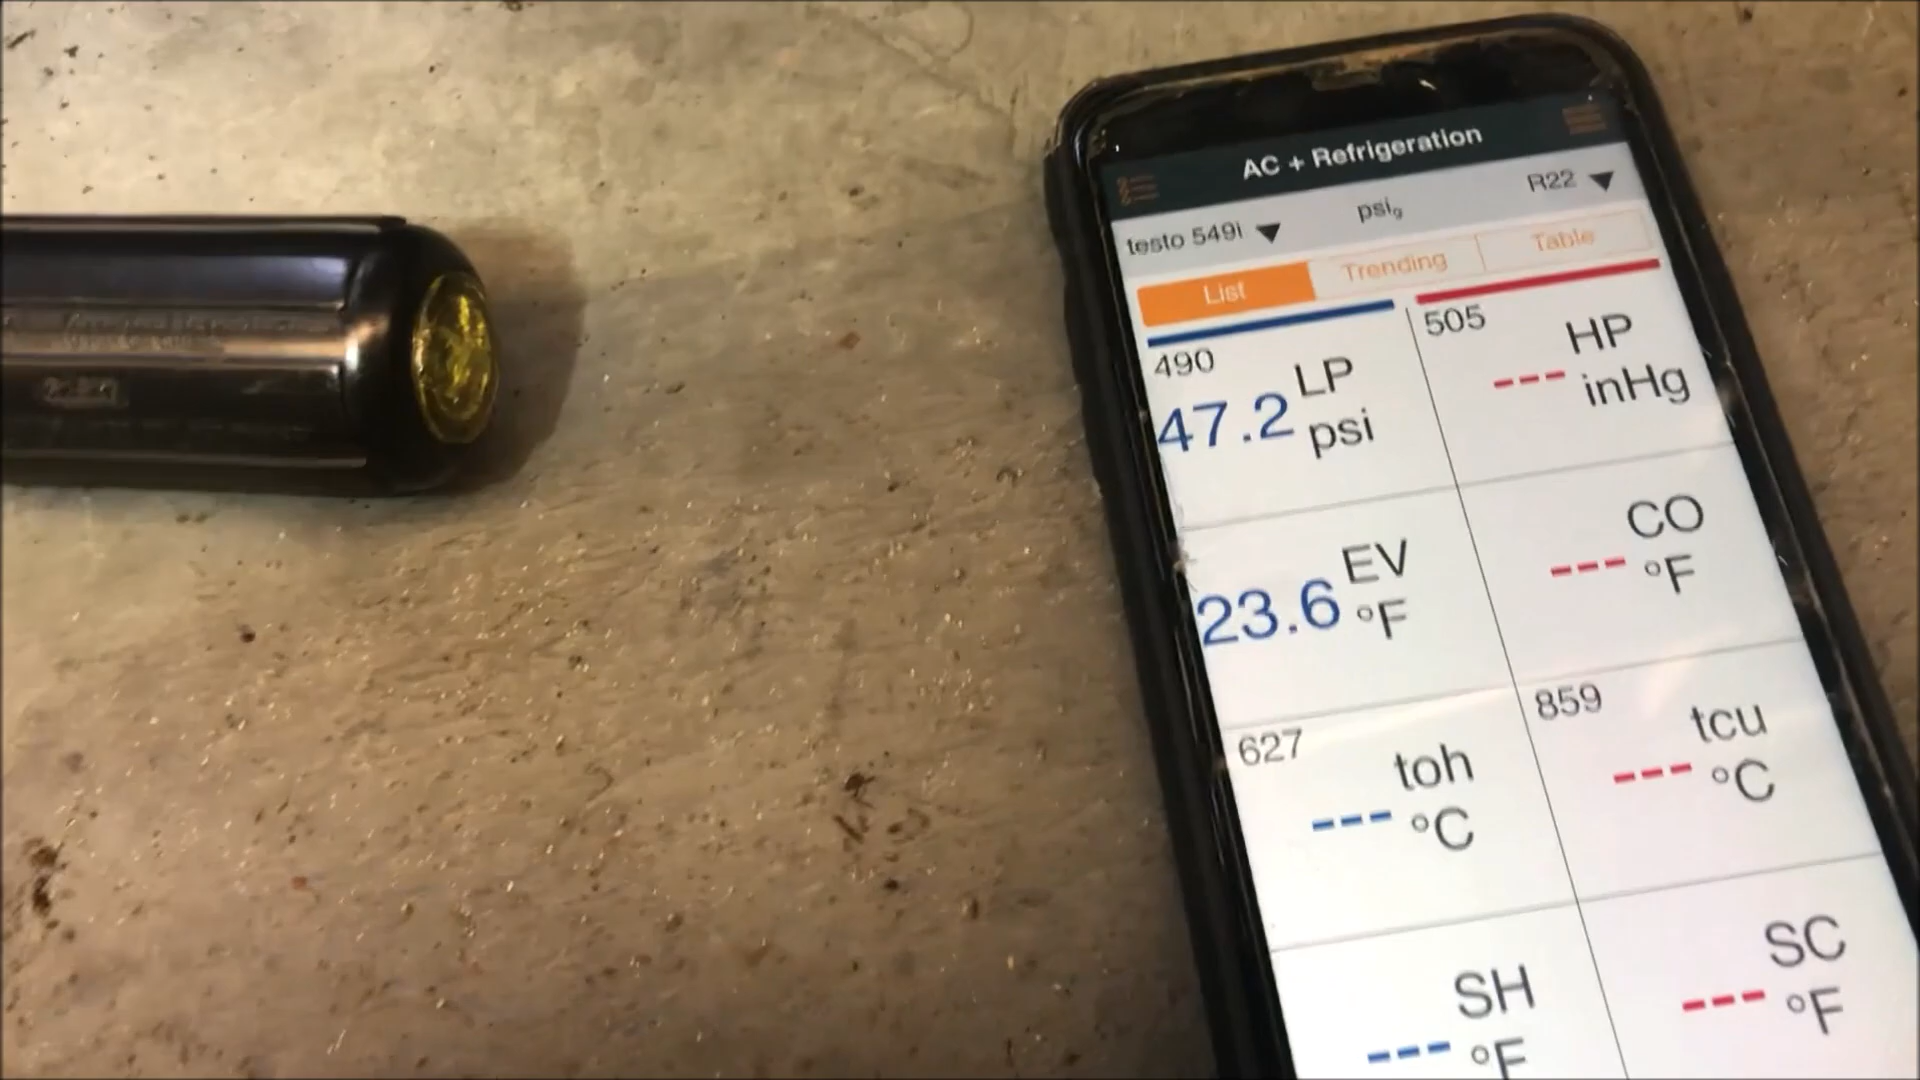 AC + Refrigeration
testo 549i
psig
R22
List
Trending
Table
490
LP
47.2
psi
505
HP
---
inHg
EV
23.6
°F
CO
---
°F
627
toh
---
°C
859
tcu
---
°C
SH
---
°F
SC
---
°F